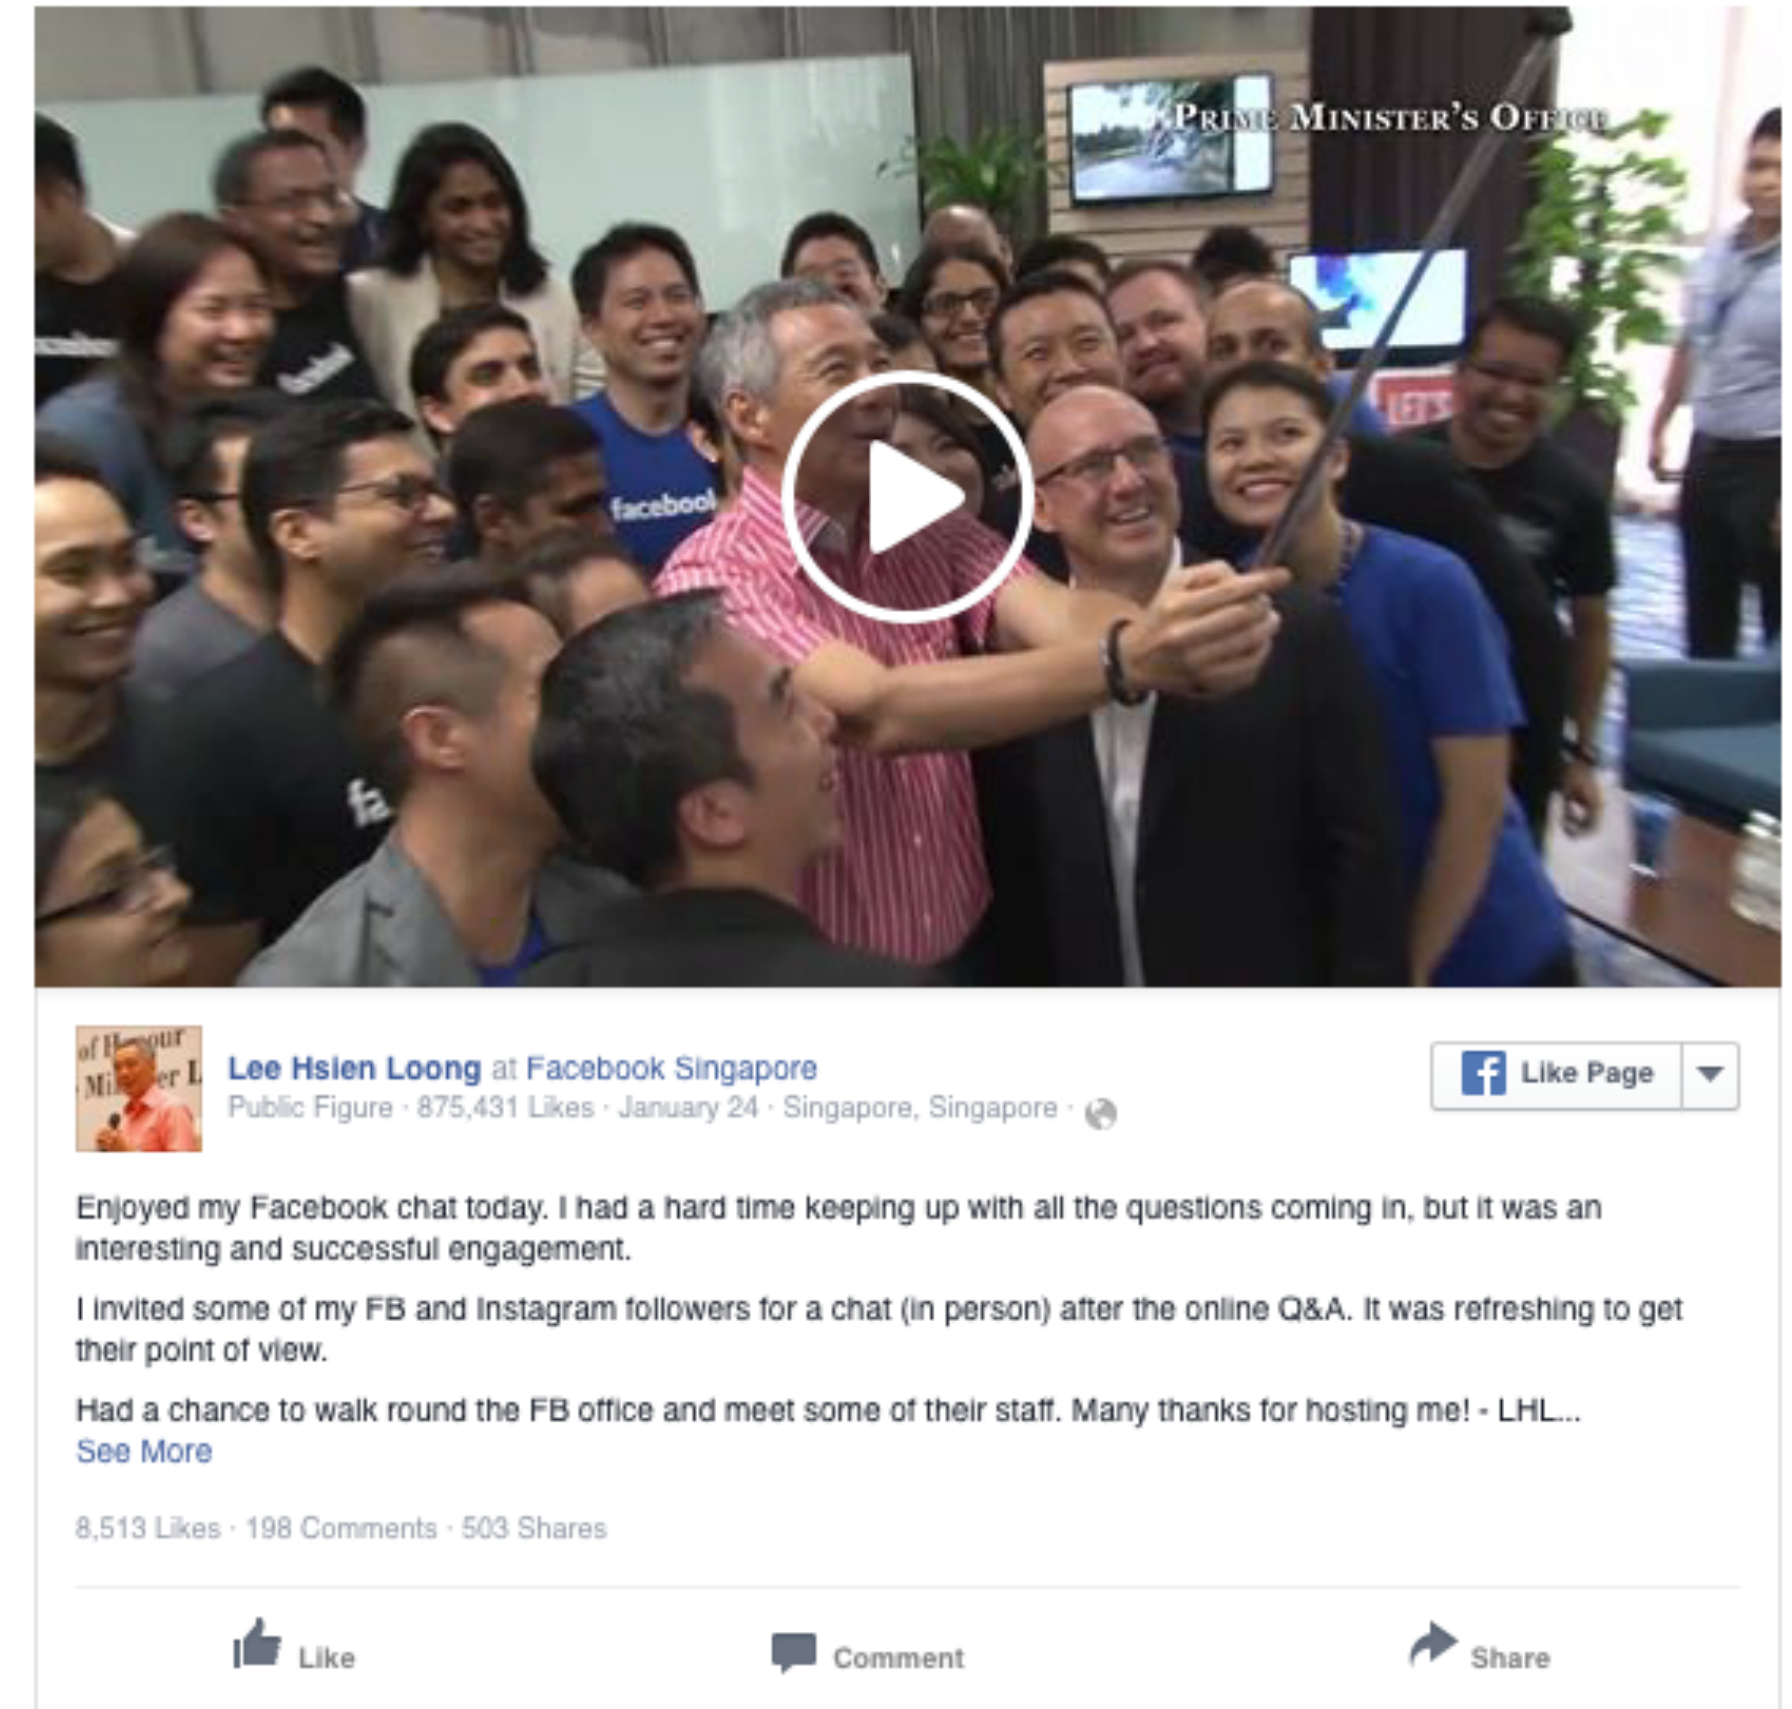 PRIME MINISTER'S OFFICE
facebook
LET'S
facebook
fa
of Honour
Lee Hsien Loong at Facebook Singapore
Public Figure · 875,431 Likes · January 24 · Singapore, Singapore ·
Like Page
Enjoyed my Facebook chat today. I had a hard time keeping up with all the questions coming in, but it was an
interesting and successful engagement.
I invited some of my FB and Instagram followers for a chat (in person) after the online Q&A. It was refreshing to get
their point of view.
Had a chance to walk round the FB office and meet some of their staff. Many thanks for hosting me! - LHL...
See More
8,513 Likes · 198 Comments · 503 Shares
Like
Comment
Share